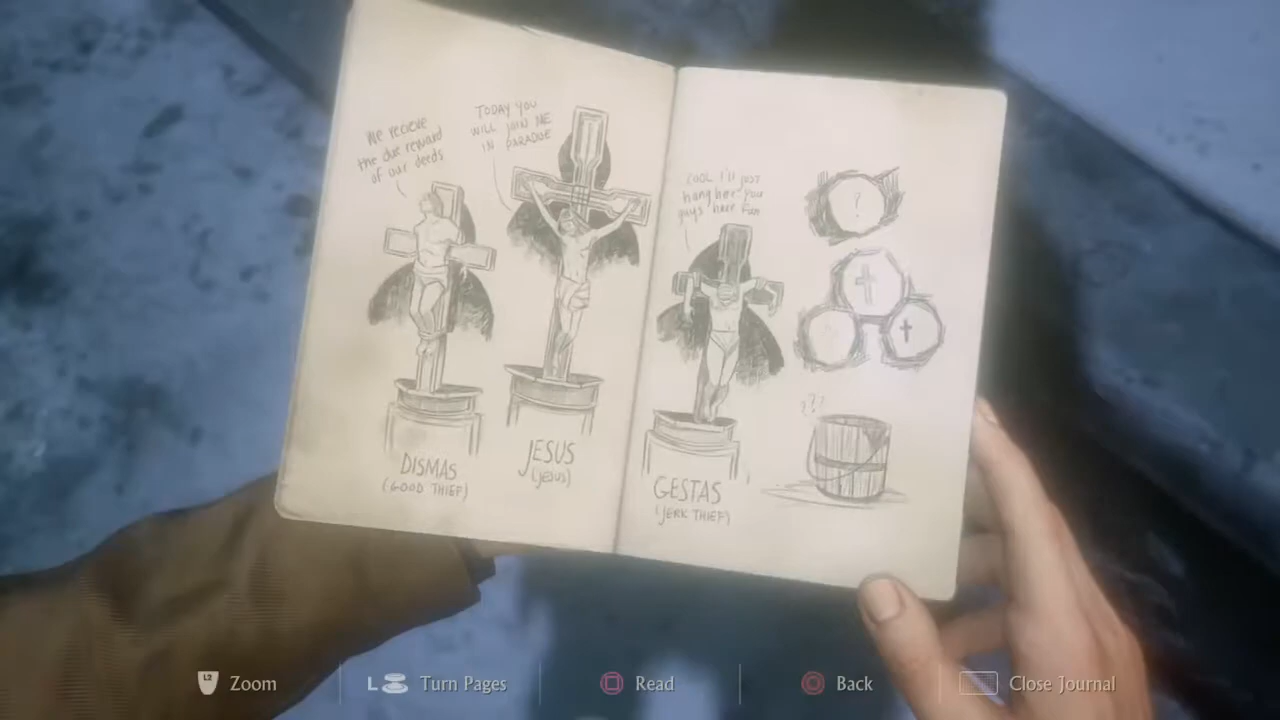 We recieve
the due reward
of our deeds
TODAY YOU
WILL JOIN ME
IN PARADISE
DISMAS
(GOOD THIEF)
JESUS
(JESUS)
COOL I'll just
hang here you
guys have fun
GESTAS
(JERK THIEF)
?
???
L2 Zoom
L Turn Pages
Read
Back
Close Journal